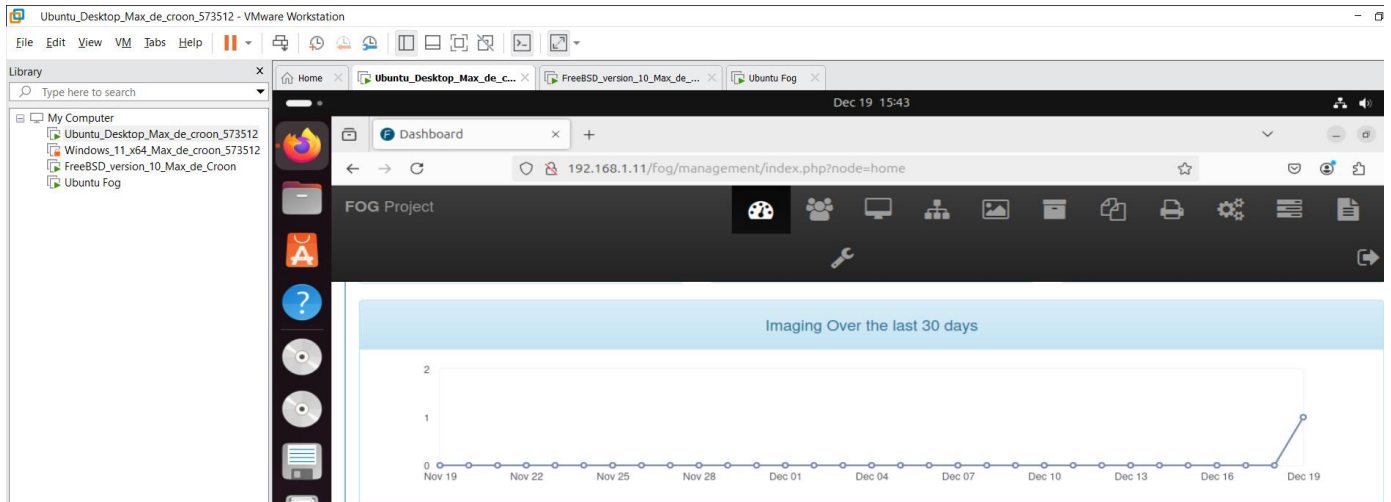 Ubuntu_Desktop_Max_de_croon_573512 - VMware Workstation
File Edit View VM Tabs Help
Library
Type here to search
My Computer
Ubuntu_Desktop_Max_de_croon_573512
Windows_11_x64_Max_de_croon_573512
FreeBSD_version_10_Max_de_Croon
Ubuntu Fog
Home Ubuntu_Desktop_Max_de_c... FreeBSD_version_10_Max_de_... Ubuntu Fog
Dec 19 15:43
Dashboard
192.168.1.11/fog/management/index.php?node=home
FOG Project
Imaging Over the last 30 days
2
1
0
Nov 19 Nov 22 Nov 25 Nov 28 Dec 01 Dec 04 Dec 07 Dec 10 Dec 13 Dec 16 Dec 19